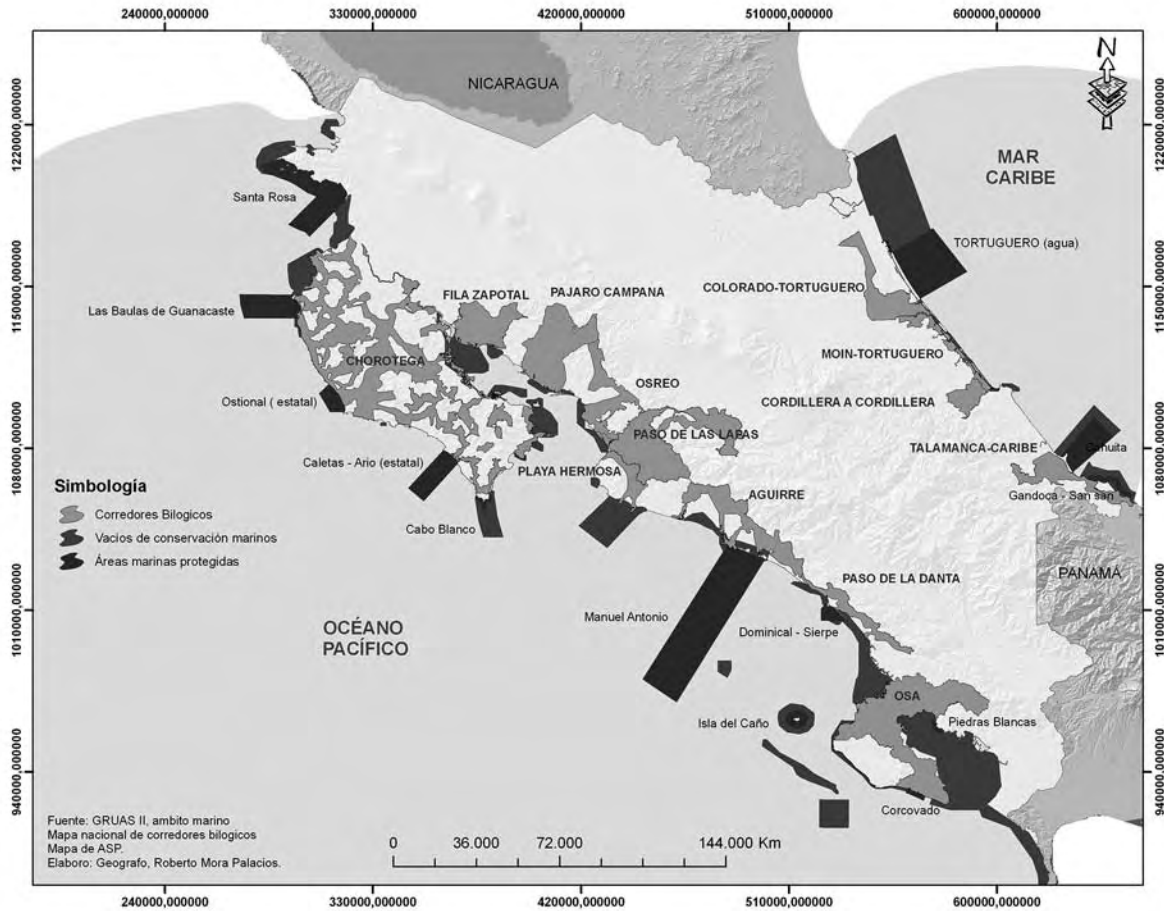 240000,000000 330000,000000 420000,000000 510000,000000 600000,000000
1220000,000000
1220000,000000
NICARAGUA
N
MAR
CARIBE
Santa Rosa
TORTUGUERO (agua)
1150000,000000
1150000,000000
COLORADO-TORTUGUERO
FILA ZAPOTAL
PAJARO CAMPANA
Las Baulas de Guanacaste
MOIN-TORTUGUERO
CHOROTEGA
OSREO
CORDILLERA A CORDILLERA
Ostional ( estatal)
PASO DE LAS LAPAS
TALAMANCA-CARIBE
Cahuita
1080000,000000
1080000,000000
Caletas - Ario (estatal)
PLAYA HERMOSA
Gandoca - San san
AGUIRRE
Simbología
Corredores Bilogicos
Vacios de conservación marinos
Áreas marinas protegidas
Cabo Blanco
PASO DE LA DANTA
PANAMÁ
1010000,000000
1010000,000000
Manuel Antonio
OCÉANO
PACÍFICO
Dominical - Sierpe
OSA
Isla del Caño
Piedras Blancas
940000,000000
940000,000000
Corcovado
Fuente: GRUAS II, ambito marino
Mapa nacional de corredores bilogicos
Mapa de ASP.
Elaboro: Geografo, Roberto Mora Palacios.
0 36.000 72.000 144.000 Km
240000,000000 330000,000000 420000,000000 510000,000000 600000,000000